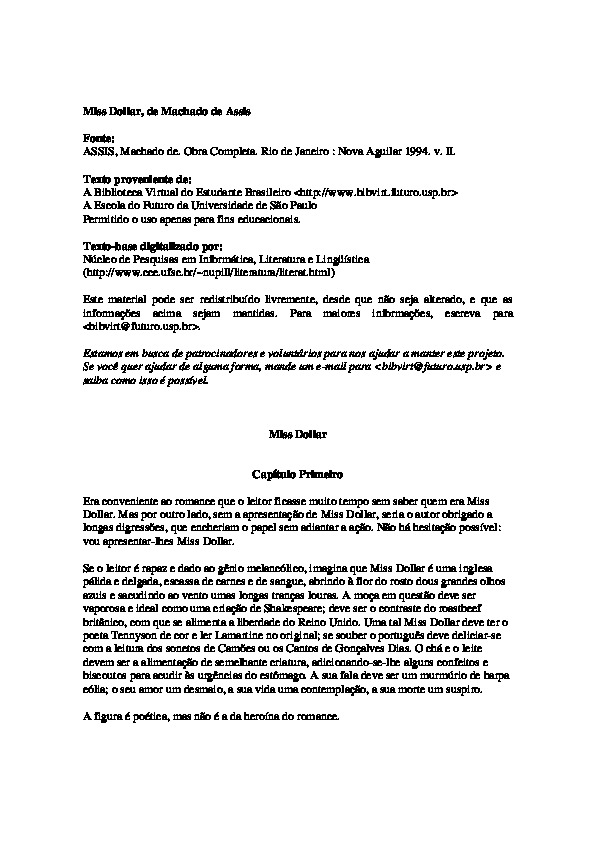 Miss Dollar, de Machado de Assis
Fonte:
ASSIS, Machado de. Obra Completa. Rio de Janeiro : Nova Aguilar 1994. v. II.
Texto proveniente de:
A Biblioteca Virtual do Estudante Brasileiro <http://www.bibvirt.futuro.usp.br>
A Escola do Futuro da Universidade de São Paulo
Permitido o uso apenas para fins educacionais.
Texto-base digitalizado por:
Núcleo de Pesquisas em Informática, Literatura e Lingüística
(http://www.cce.ufsc.br/~nupill/literatura/literat.html)
Este material pode ser redistribuído livremente, desde que não seja alterado, e que as
informações acima sejam mantidas. Para maiores informações, escreva para
<bibvirt@futuro.usp.br>.
Estamos em busca de patrocinadores e voluntários para nos ajudar a manter este projeto.
Se você quer ajudar de alguma forma, mande um e-mail para <bibvirt@futuro.usp.br> e
saiba como isso é possível.
Miss Dollar
Capítulo Primeiro
Era conveniente ao romance que o leitor ficasse muito tempo sem saber quem era Miss
Dollar. Mas por outro lado, sem a apresentação de Miss Dollar, seria o autor obrigado a
longas digressões, que encheriam o papel sem adiantar a ação. Não há hesitação possível:
vou apresentar-lhes Miss Dollar.
Se o leitor é rapaz e dado ao gênio melancólico, imagina que Miss Dollar é uma inglesa
pálida e delgada, escassa de carnes e de sangue, abrindo à flor do rosto dous grandes olhos
azuis e sacudindo ao vento umas longas tranças louras. A moça em questão deve ser
vaporosa e ideal como uma criação de Shakespeare; deve ser o contraste do roastbeef
britânico, com que se alimenta a liberdade do Reino Unido. Uma tal Miss Dollar deve ter o
poeta Tennyson de cor e ler Lamartine no original; se souber o português deve deliciar-se
com a leitura dos sonetos de Camões ou os Cantos de Gonçalves Dias. O chá e o leite
devem ser a alimentação de semelhante criatura, adicionando-se-lhe alguns confeitos e
biscoutos para acudir às urgências do estômago. A sua fala deve ser um murmúrio de harpa
eólia; o seu amor um desmaio, a sua vida uma contemplação, a sua morte um suspiro.
A figura é poética, mas não é a da heroína do romance.